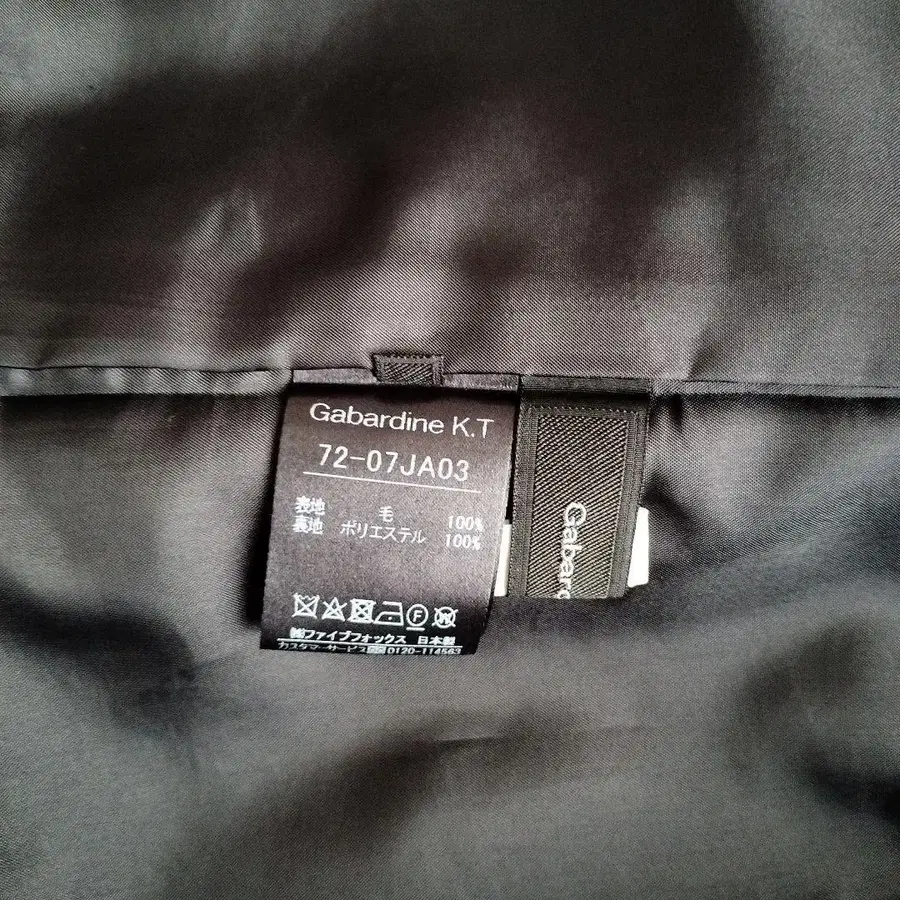 Gabardine K.T
72-07JA03
表地 毛 100%
裏地 ポリエステル 100%
F
W
㈱ファイブフォックス 日本製
カスタマーサービス 0120-114563
Gabard